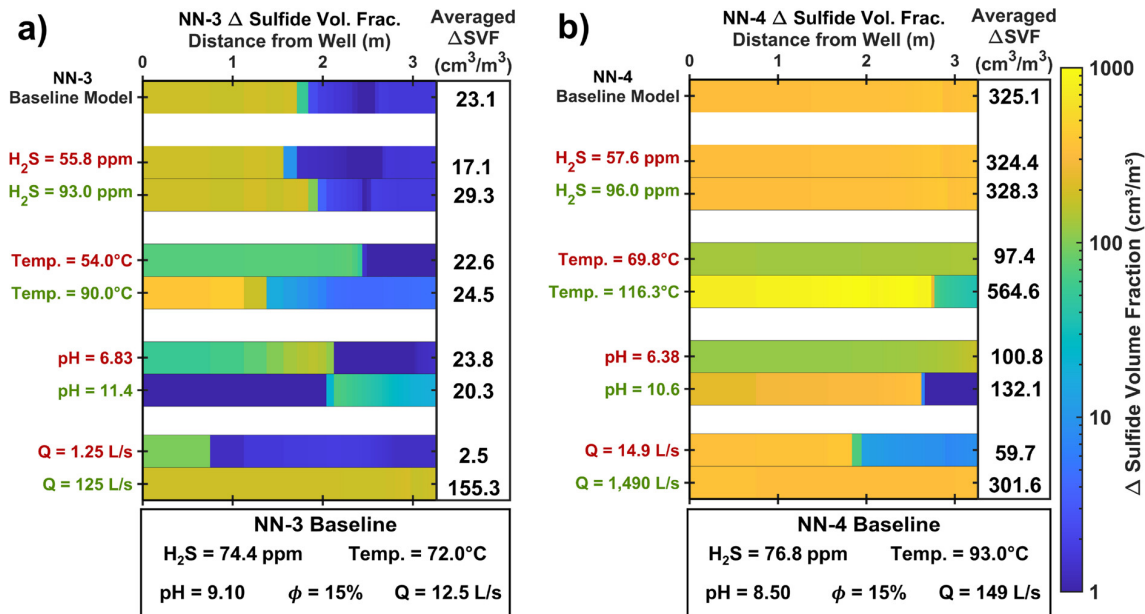 a)
NN-3 Δ Sulfide Vol. Frac.
Distance from Well (m)
Averaged
ΔSVF
(cm³/m³)
0 1 2 3
NN-3
Baseline Model
23.1
H₂S = 55.8 ppm
17.1
H₂S = 93.0 ppm
29.3
Temp. = 54.0°C
22.6
Temp. = 90.0°C
24.5
pH = 6.83
23.8
pH = 11.4
20.3
Q = 1.25 L/s
2.5
Q = 125 L/s
155.3
NN-3 Baseline
H₂S = 74.4 ppm Temp. = 72.0°C
pH = 9.10 ϕ = 15% Q = 12.5 L/s
b)
NN-4 Δ Sulfide Vol. Frac.
Distance from Well (m)
Averaged
ΔSVF
(cm³/m³)
0 1 2 3
NN-4
Baseline Model
325.1
H₂S = 57.6 ppm
324.4
H₂S = 96.0 ppm
328.3
Temp. = 69.8°C
97.4
Temp. = 116.3°C
564.6
pH = 6.38
100.8
pH = 10.6
132.1
Q = 14.9 L/s
59.7
Q = 1,490 L/s
301.6
NN-4 Baseline
H₂S = 76.8 ppm Temp. = 93.0°C
pH = 8.50 ϕ = 15% Q = 149 L/s
1000
100
10
1
Δ Sulfide Volume Fraction (cm³/m³)